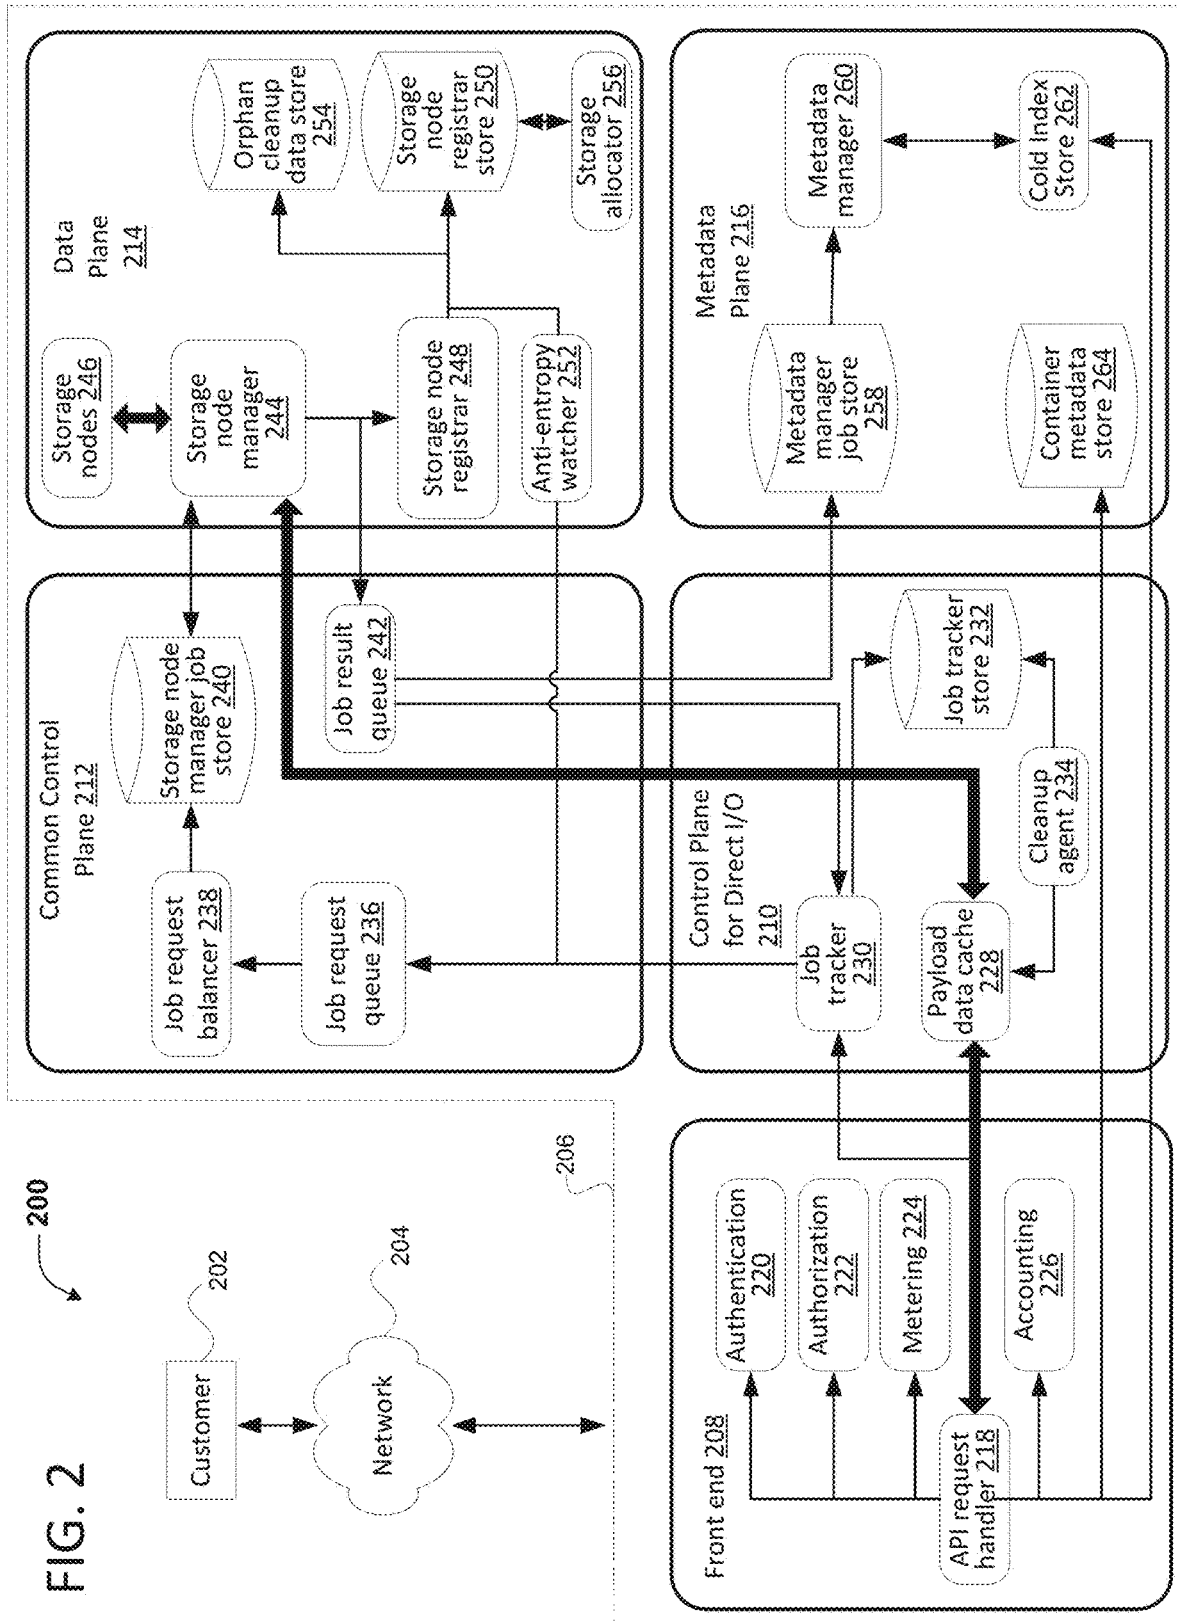 FIG. 2
200
Customer
202
Network
204
206
Common Control
Plane 212
Job request
balancer 238
Job request
queue 236
Storage node
manager job
store 240
Job result
queue 242
Data
Plane
214
Storage
nodes 246
Storage
node
manager
244
Storage node
registrar 248
Anti-entropy
watcher 252
Orphan
cleanup
data store
254
Storage
node
registrar
store 250
Storage
allocator 256
Front end 208
Authentication
220
Authorization
222
Metering 224
API request
handler 218
Accounting
226
Control Plane
for Direct I/O
210
Job
tracker
230
Payload
data cache
228
Job tracker
store 232
Cleanup
agent 234
Metadata
Plane 216
Metadata
manager
job store
258
Metadata
manager
260
Container
metadata
store 264
Cold Index
Store 262